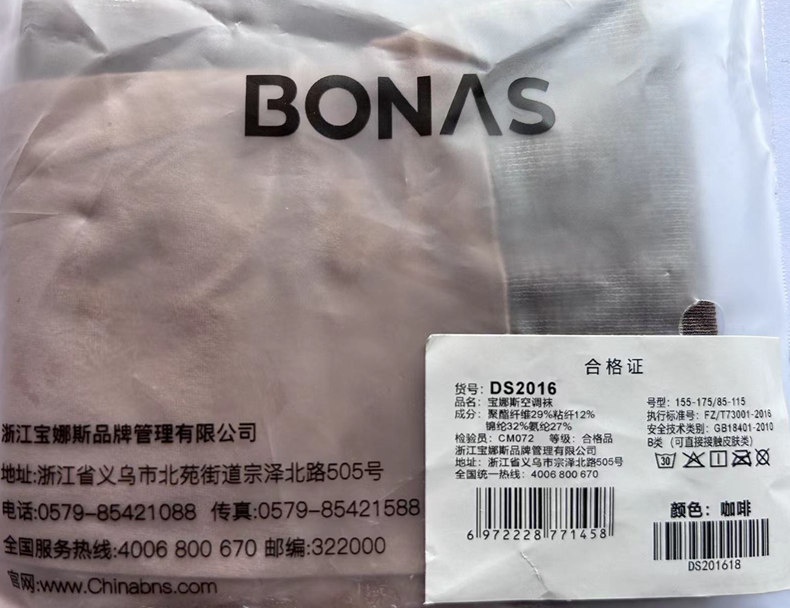 BONAS
浙江宝娜斯品牌管理有限公司
地址:浙江省义乌市北苑街道宗泽北路505号
电话:0579-85421088 传真:0579-85421588
全国服务热线:4006 800 670 邮编:322000
官网:www.Chinabns.com
合格证
货号: DS2016
品名: 宝娜斯空调袜
成分: 聚酯纤维29%粘纤12%
锦纶32%氨纶27%
检验员: CM072 等级: 合格品
浙江宝娜斯品牌管理有限公司
地址: 浙江义乌市北苑宗泽北路505号
全国统一热线: 4006 800 670
号型: 155-175/85-115
执行标准号: FZ/T73001-2016
安全技术类别: GB18401-2010
B类 (可直接接触皮肤类)
30
6 972228 771458
颜色: 咖啡
DS201618